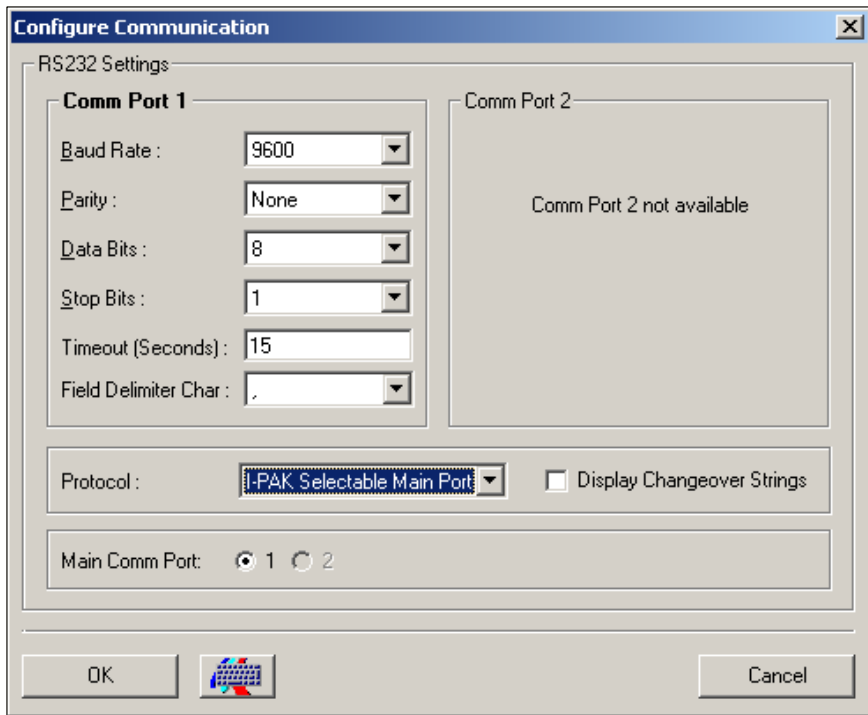 Configure Communication
RS232 Settings
Comm Port 1
Baud Rate : 9600
Parity : None
Data Bits : 8
Stop Bits : 1
Timeout (Seconds) : 15
Field Delimiter Char : ,
Comm Port 2
Comm Port 2 not available
Protocol : I-PAK Selectable Main Port Display Changeover Strings
Main Comm Port: 1 2
OK Cancel